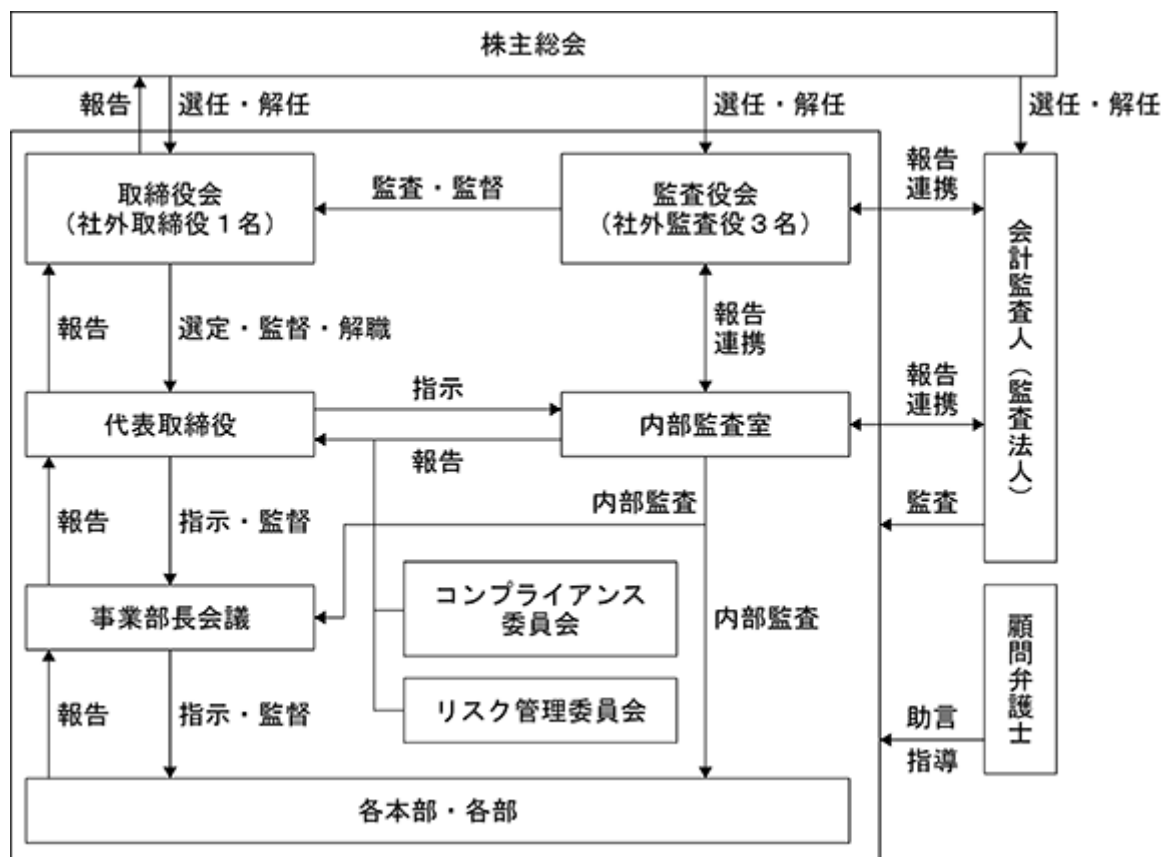 株主総会
報告
選任・解任
選任・解任
選任・解任
取締役会
(社外取締役1名)
監査・監督
監査役会
(社外監査役3名)
報告
連携
会計監査人(監査法人)
報告
選定・監督・解職
報告
連携
代表取締役
指示
報告
内部監査室
報告
連携
報告
指示・監督
内部監査
監査
事業部長会議
コンプライアンス
委員会
内部監査
顧問弁護士
報告
指示・監督
リスク管理委員会
助言
指導
各本部・各部